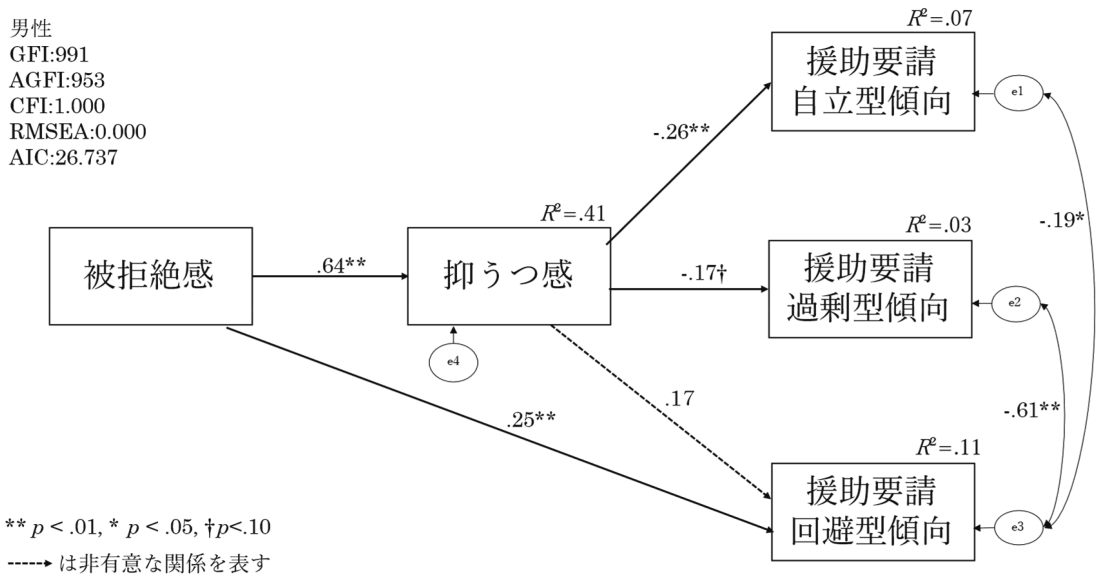 男性
GFI:991
AGFI:953
CFI:1.000
RMSEA:0.000
AIC:26.737
R²=.07
援助要請
自立型傾向
e1
-.26**
-.19*
R²=.41
被拒絶感
.64**
抑うつ感
e4
-.17†
R²=.03
援助要請
過剰型傾向
e2
.25**
.17
-.61**
R²=.11
援助要請
回避型傾向
e3
** p < .01, * p < .05, †p<.10
は非有意な関係を表す